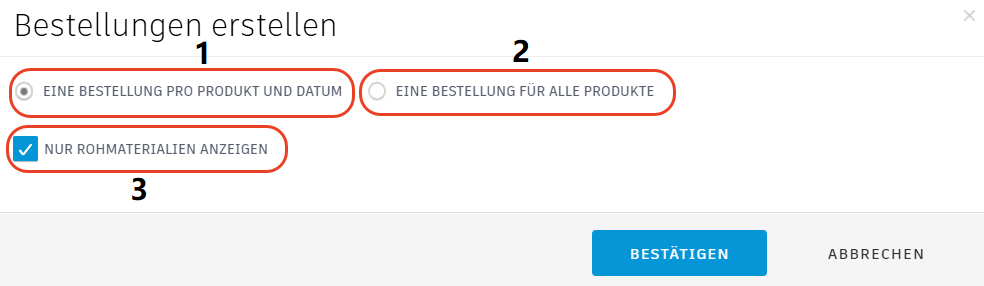 Bestellungen erstellen
1
2
EINE BESTELLUNG PRO PRODUKT UND DATUM
EINE BESTELLUNG FÜR ALLE PRODUKTE
NUR ROHMATERIALIEN ANZEIGEN
3
BESTÄTIGEN
ABBRECHEN